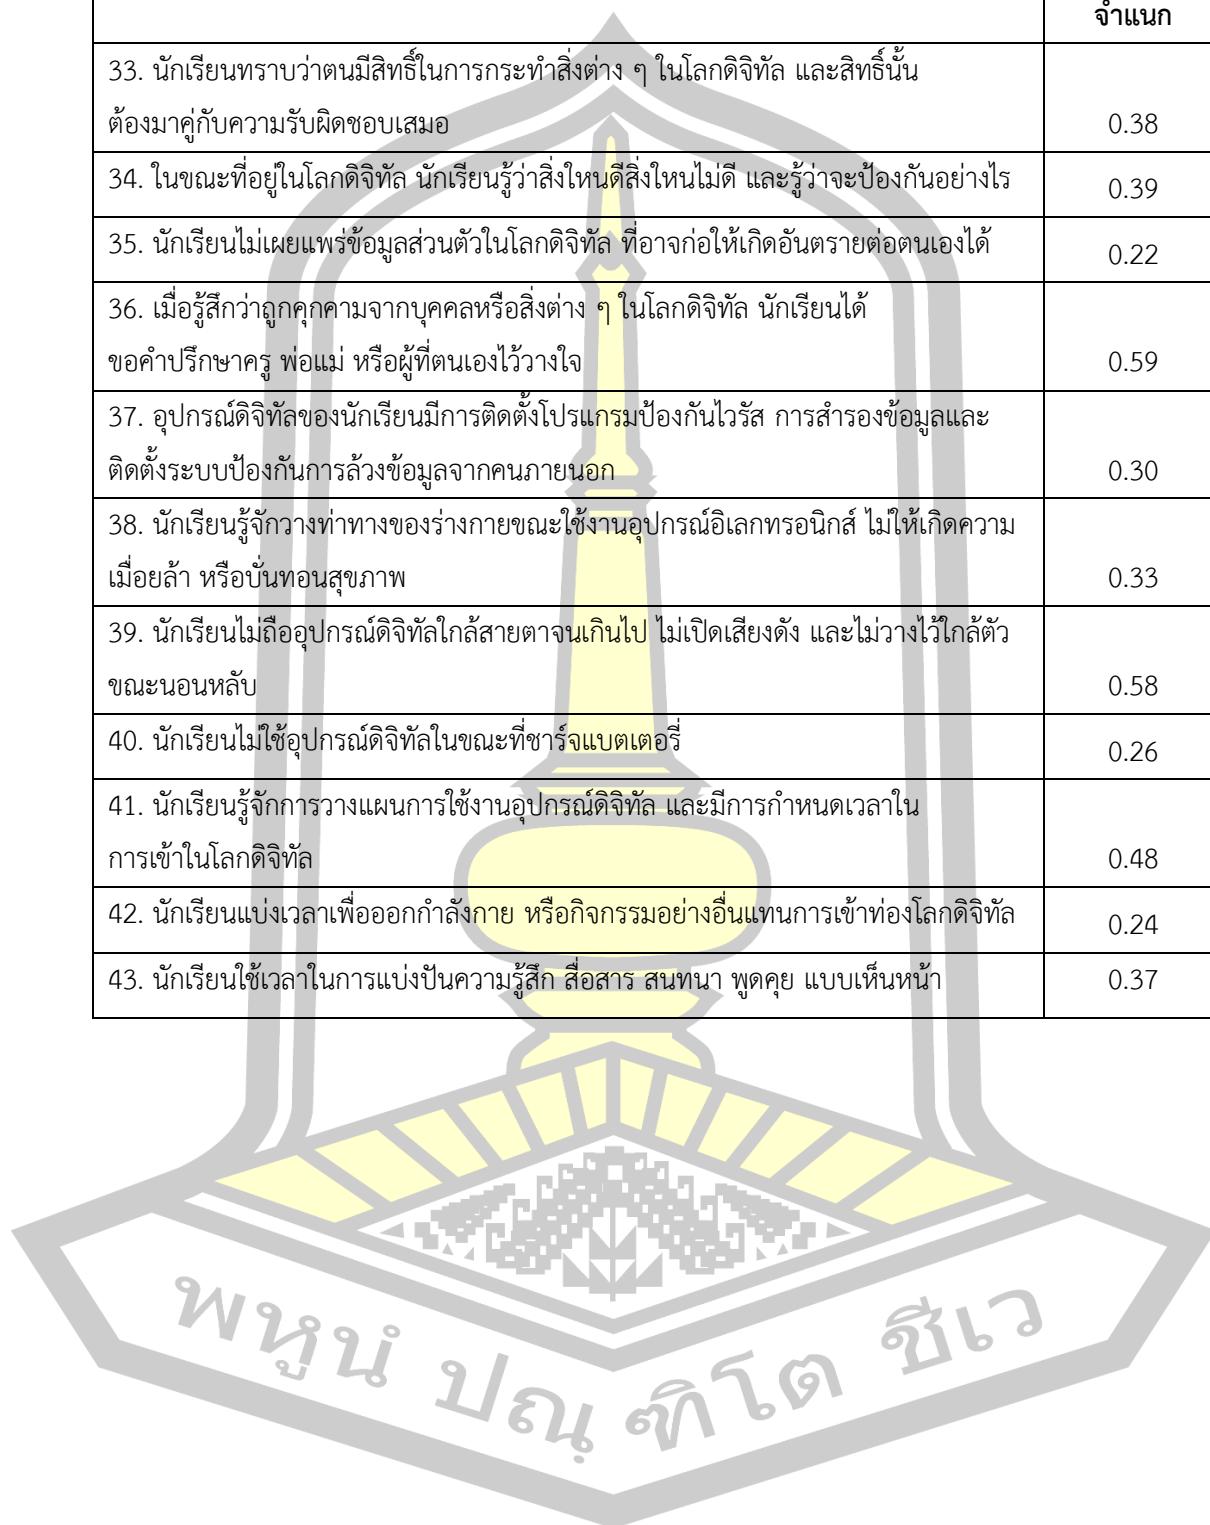 จำแนก
33. นักเรียนทราบว่าตนมีสิทธิ์ในการกระทำสิ่งต่าง ๆ ในโลกดิจิทัล และสิทธิ์นั้น
ต้องมาคู่กับความรับผิดชอบเสมอ 0.38
34. ในขณะที่อยู่ในโลกดิจิทัล นักเรียนรู้ว่าสิ่งใหนดีสิ่งใหนไม่ดี และรู้ว่าจะป้องกันอย่างไร 0.39
35. นักเรียนไม่เผยแพร่ข้อมูลส่วนตัวในโลกดิจิทัล ที่อาจก่อให้เกิดอันตรายต่อตนเองได้ 0.22
36. เมื่อรู้สึกว่าถูกคุกคามจากบุคคลหรือสิ่งต่าง ๆ ในโลกดิจิทัล นักเรียนได้
ขอคำปรึกษาครู พ่อแม่ หรือผู้ที่ตนเองไว้วางใจ 0.59
37. อุปกรณ์ดิจิทัลของนักเรียนมีการติดตั้งโปรแกรมป้องกันไวรัส การสำรองข้อมูลและ
ติดตั้งระบบป้องกันการล้วงข้อมูลจากคนภายนอก 0.30
38. นักเรียนรู้จักวางท่าทางของร่างกายขณะใช้งานอุปกรณ์อิเลกทรอนิกส์ ไม่ให้เกิดความ
เมื่อยล้า หรือบั่นทอนสุขภาพ 0.33
39. นักเรียนไม่ถืออุปกรณ์ดิจิทัลใกล้สายตาจนเกินไป ไม่เปิดเสียงดัง และไม่วางไว้ใกล้ตัว
ขณะนอนหลับ 0.58
40. นักเรียนไม่ใช้อุปกรณ์ดิจิทัลในขณะที่ชาร์จแบตเตอรี่ 0.26
41. นักเรียนรู้จักการวางแผนการใช้งานอุปกรณ์ดิจิทัล และมีการกำหนดเวลาใน
การเข้าในโลกดิจิทัล 0.48
42. นักเรียนแบ่งเวลาเพื่อออกกำลังกาย หรือกิจกรรมอย่างอื่นแทนการเข้าท่องโลกดิจิทัล 0.24
43. นักเรียนใช้เวลาในการแบ่งปันความรู้สึก สื่อสาร สนทนา พูดคุย แบบเห็นหน้า 0.37
พหูนํ ปณฺฑิโต ชีเว